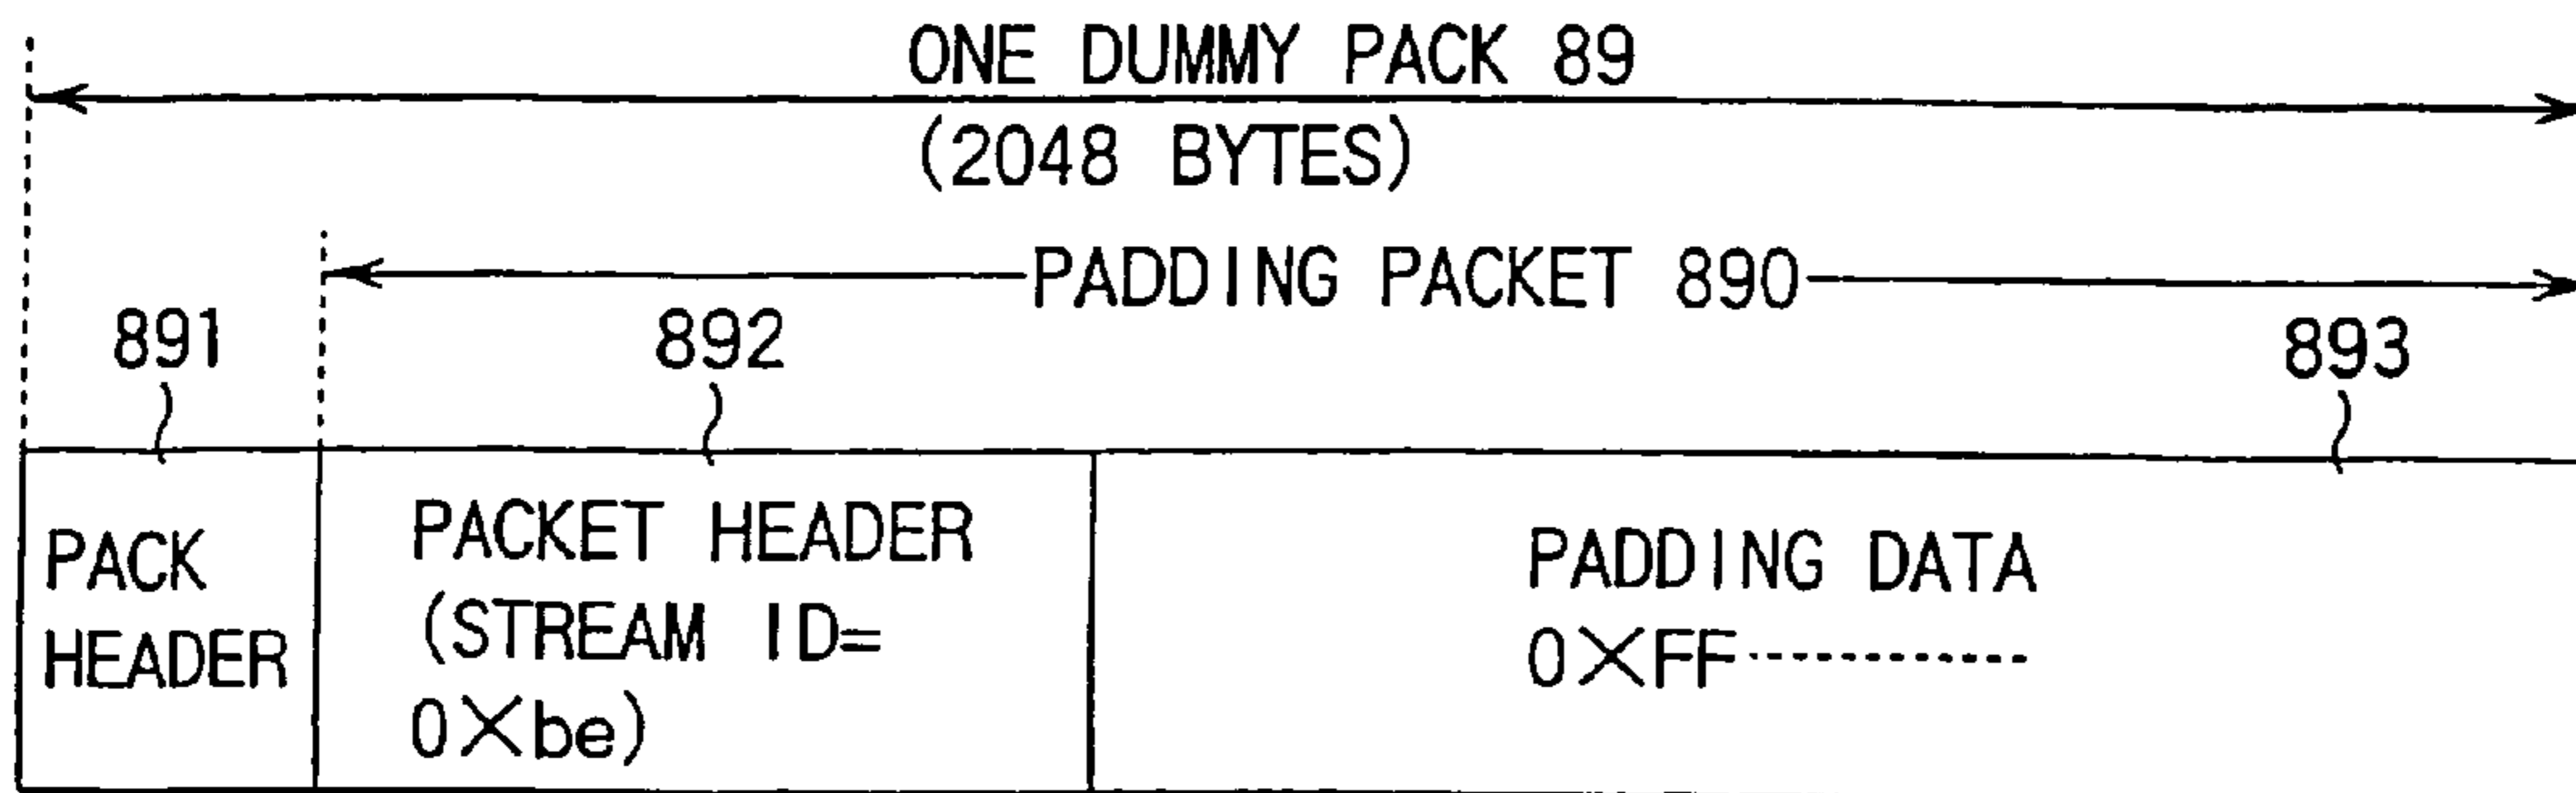 ONE DUMMY PACK 89
(2048 BYTES)
PADDING PACKET 890
891
892
893
PACK
HEADER
PACKET HEADER
(STREAM ID=
0×be)
PADDING DATA
0×FF-----------